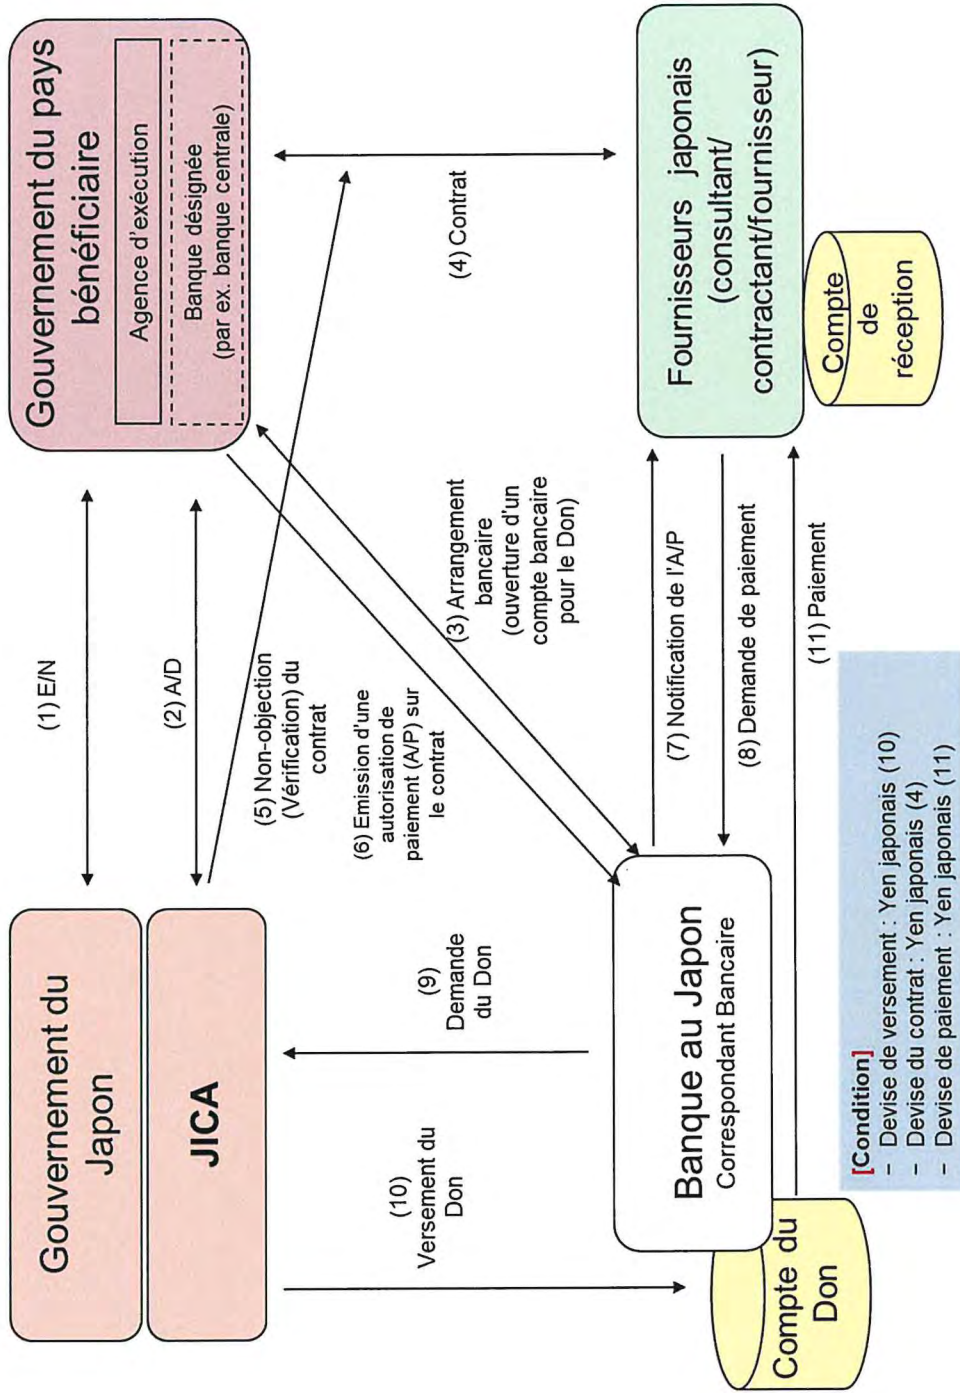 Gouvernement du
Japon
JICA
Gouvernement du pays
bénéficiaire
Agence d'exécution
Banque désignée
(par ex. banque centrale)
(1) E/N
(2) A/D
(5) Non-objection
(Vérification) du
contrat
(6) Emission d'une
autorisation de
paiement (A/P) sur
le contrat
(3) Arrangement
bancaire
(ouverture d'un
compte bancaire
pour le Don)
(4) Contrat
(9)
Demande
du Don
(10)
Versement du
Don
Banque au Japon
Correspondant Bancaire
Compte du
Don
(7) Notification de l'A/P
(8) Demande de paiement
(11) Paiement
Fournisseurs japonais
(consultant/
contractant/fournisseur)
Compte
de
réception
[Condition]
- Devise de versement : Yen japonais (10)
- Devise du contrat : Yen japonais (4)
- Devise de paiement : Yen japonais (11)